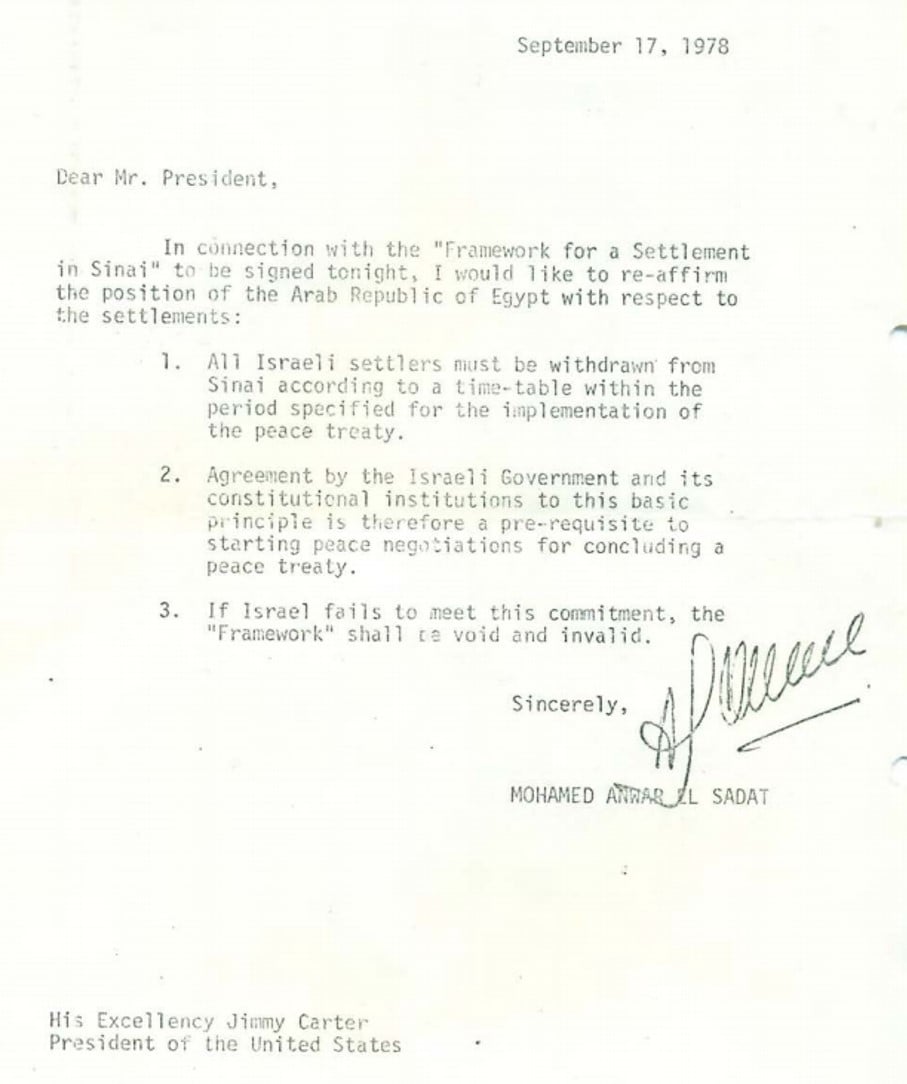 September 17, 1978
Dear Mr. President,
In connection with the "Framework for a Settlement
in Sinai" to be signed tonight, I would like to re-affirm
the position of the Arab Republic of Egypt with respect to
the settlements:
1. All Israeli settlers must be withdrawn from
Sinai according to a time-table within the
period specified for the implementation of
the peace treaty.
2. Agreement by the Israeli Government and its
constitutional institutions to this basic
principle is therefore a pre-requisite to
starting peace negotiations for concluding a
peace treaty.
3. If Israel fails to meet this commitment, the
"Framework" shall be void and invalid.
Sincerely,
MOHAMED ANWAR EL SADAT
His Excellency Jimmy Carter
President of the United States